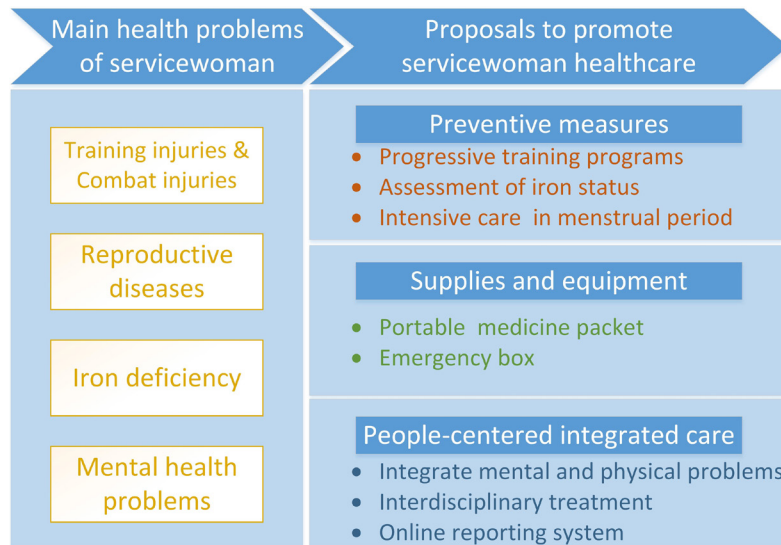 Main health problems
of servicewoman
Proposals to promote
servicewoman healthcare
Training injuries &
Combat injuries
Reproductive
diseases
Iron deficiency
Mental health
problems
Preventive measures
• Progressive training programs
• Assessment of iron status
• Intensive care in menstrual period
Supplies and equipment
• Portable medicine packet
• Emergency box
People-centered integrated care
• Integrate mental and physical problems
• Interdisciplinary treatment
• Online reporting system